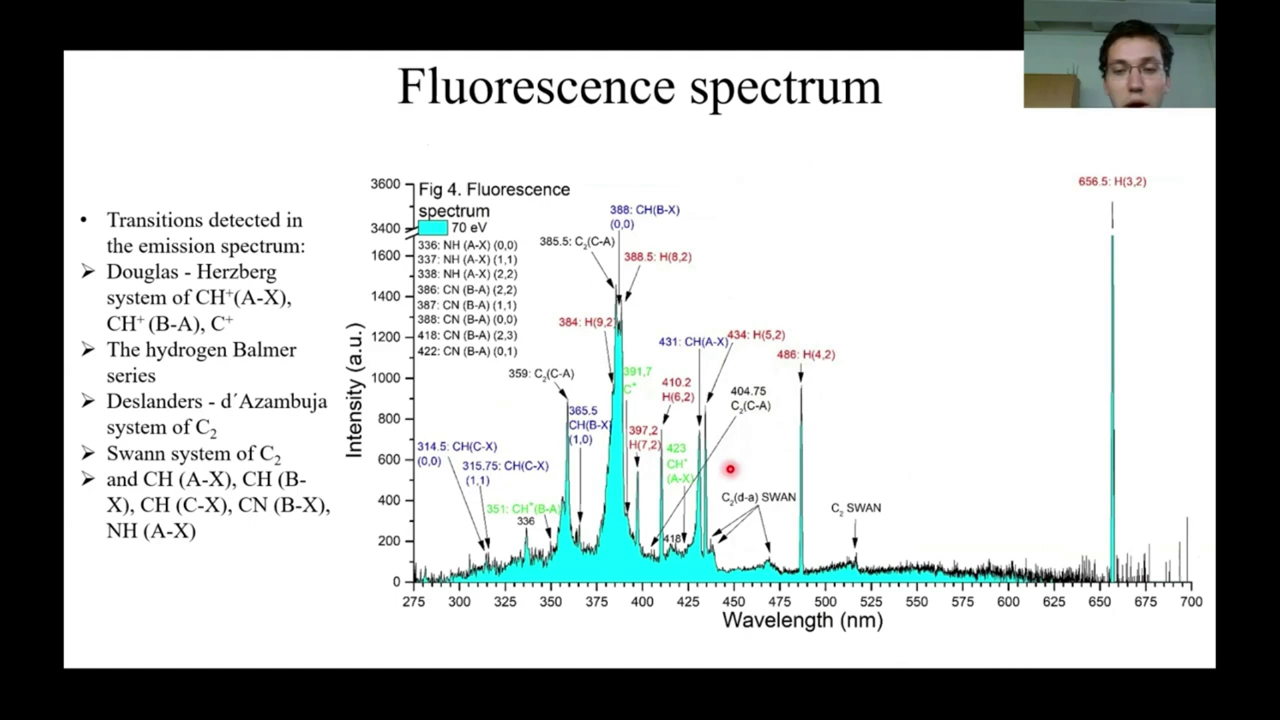 Fluorescence spectrum
• Transitions detected in
the emission spectrum:
➢ Douglas - Herzberg
system of CH⁺(A-X),
CH⁺ (B-A), C⁺
➢ The hydrogen Balmer
series
➢ Deslanders - d´Azambuja
system of C₂
➢ Swann system of C₂
➢ and CH (A-X), CH (B-
X), CH (C-X), CN (B-X),
NH (A-X)
Fig 4. Fluorescence
spectrum
70 eV
336: NH (A-X) (0,0)
337: NH (A-X) (1,1)
338: NH (A-X) (2,2)
386: CN (B-A) (2,2)
387: CN (B-A) (1,1)
388: CN (B-A) (0,0)
418: CN (B-A) (2,3)
422: CN (B-A) (0,1)
Intensity (a.u.)
3600
3400
1600
1400
1200
1000
800
600
400
200
0
314.5: CH(C-X)
(0,0)
315.75: CH(C-X)
(1,1)
336
351: CH⁺(B-A)
359: C₂(C-A)
365.5
CH(B-X)
(1,0)
384: H(9,2)
385.5: C₂(C-A)
388: CH(B-X)
(0,0)
388.5: H(8,2)
391,7
C⁺
397,2
H(7,2)
410.2
H(6,2)
418
423
CH⁺
(A-X)
431: CH(A-X)
434: H(5,2)
404.75
C₂(C-A)
C₂(d-a) SWAN
486: H(4,2)
C₂ SWAN
656.5: H(3,2)
275 300 325 350 375 400 425 450 475 500 525 550 575 600 625 650 675 700
Wavelength (nm)